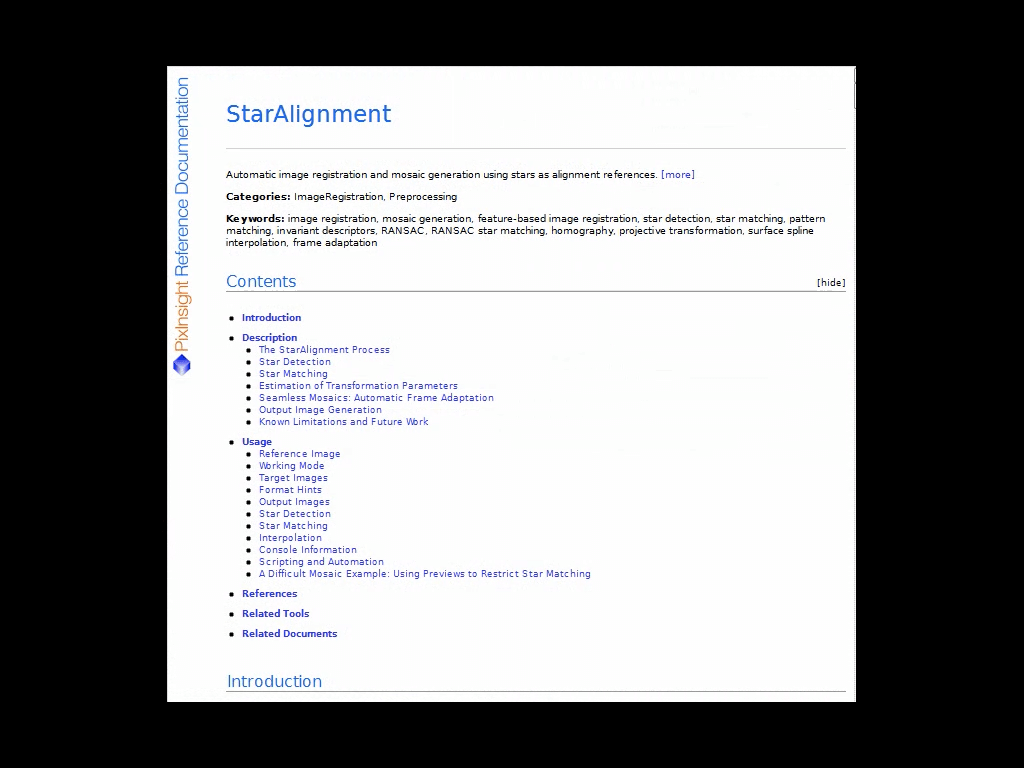 PixInsight Reference Documentation
StarAlignment
Automatic image registration and mosaic generation using stars as alignment references. [more]
Categories: ImageRegistration, Preprocessing
Keywords: image registration, mosaic generation, feature-based image registration, star detection, star matching, pattern
matching, invariant descriptors, RANSAC, RANSAC star matching, homography, projective transformation, surface spline
interpolation, frame adaptation
Contents [hide]
Introduction
Description
The StarAlignment Process
Star Detection
Star Matching
Estimation of Transformation Parameters
Seamless Mosaics: Automatic Frame Adaptation
Output Image Generation
Known Limitations and Future Work
Usage
Reference Image
Working Mode
Target Images
Format Hints
Output Images
Star Detection
Star Matching
Interpolation
Console Information
Scripting and Automation
A Difficult Mosaic Example: Using Previews to Restrict Star Matching
References
Related Tools
Related Documents
Introduction